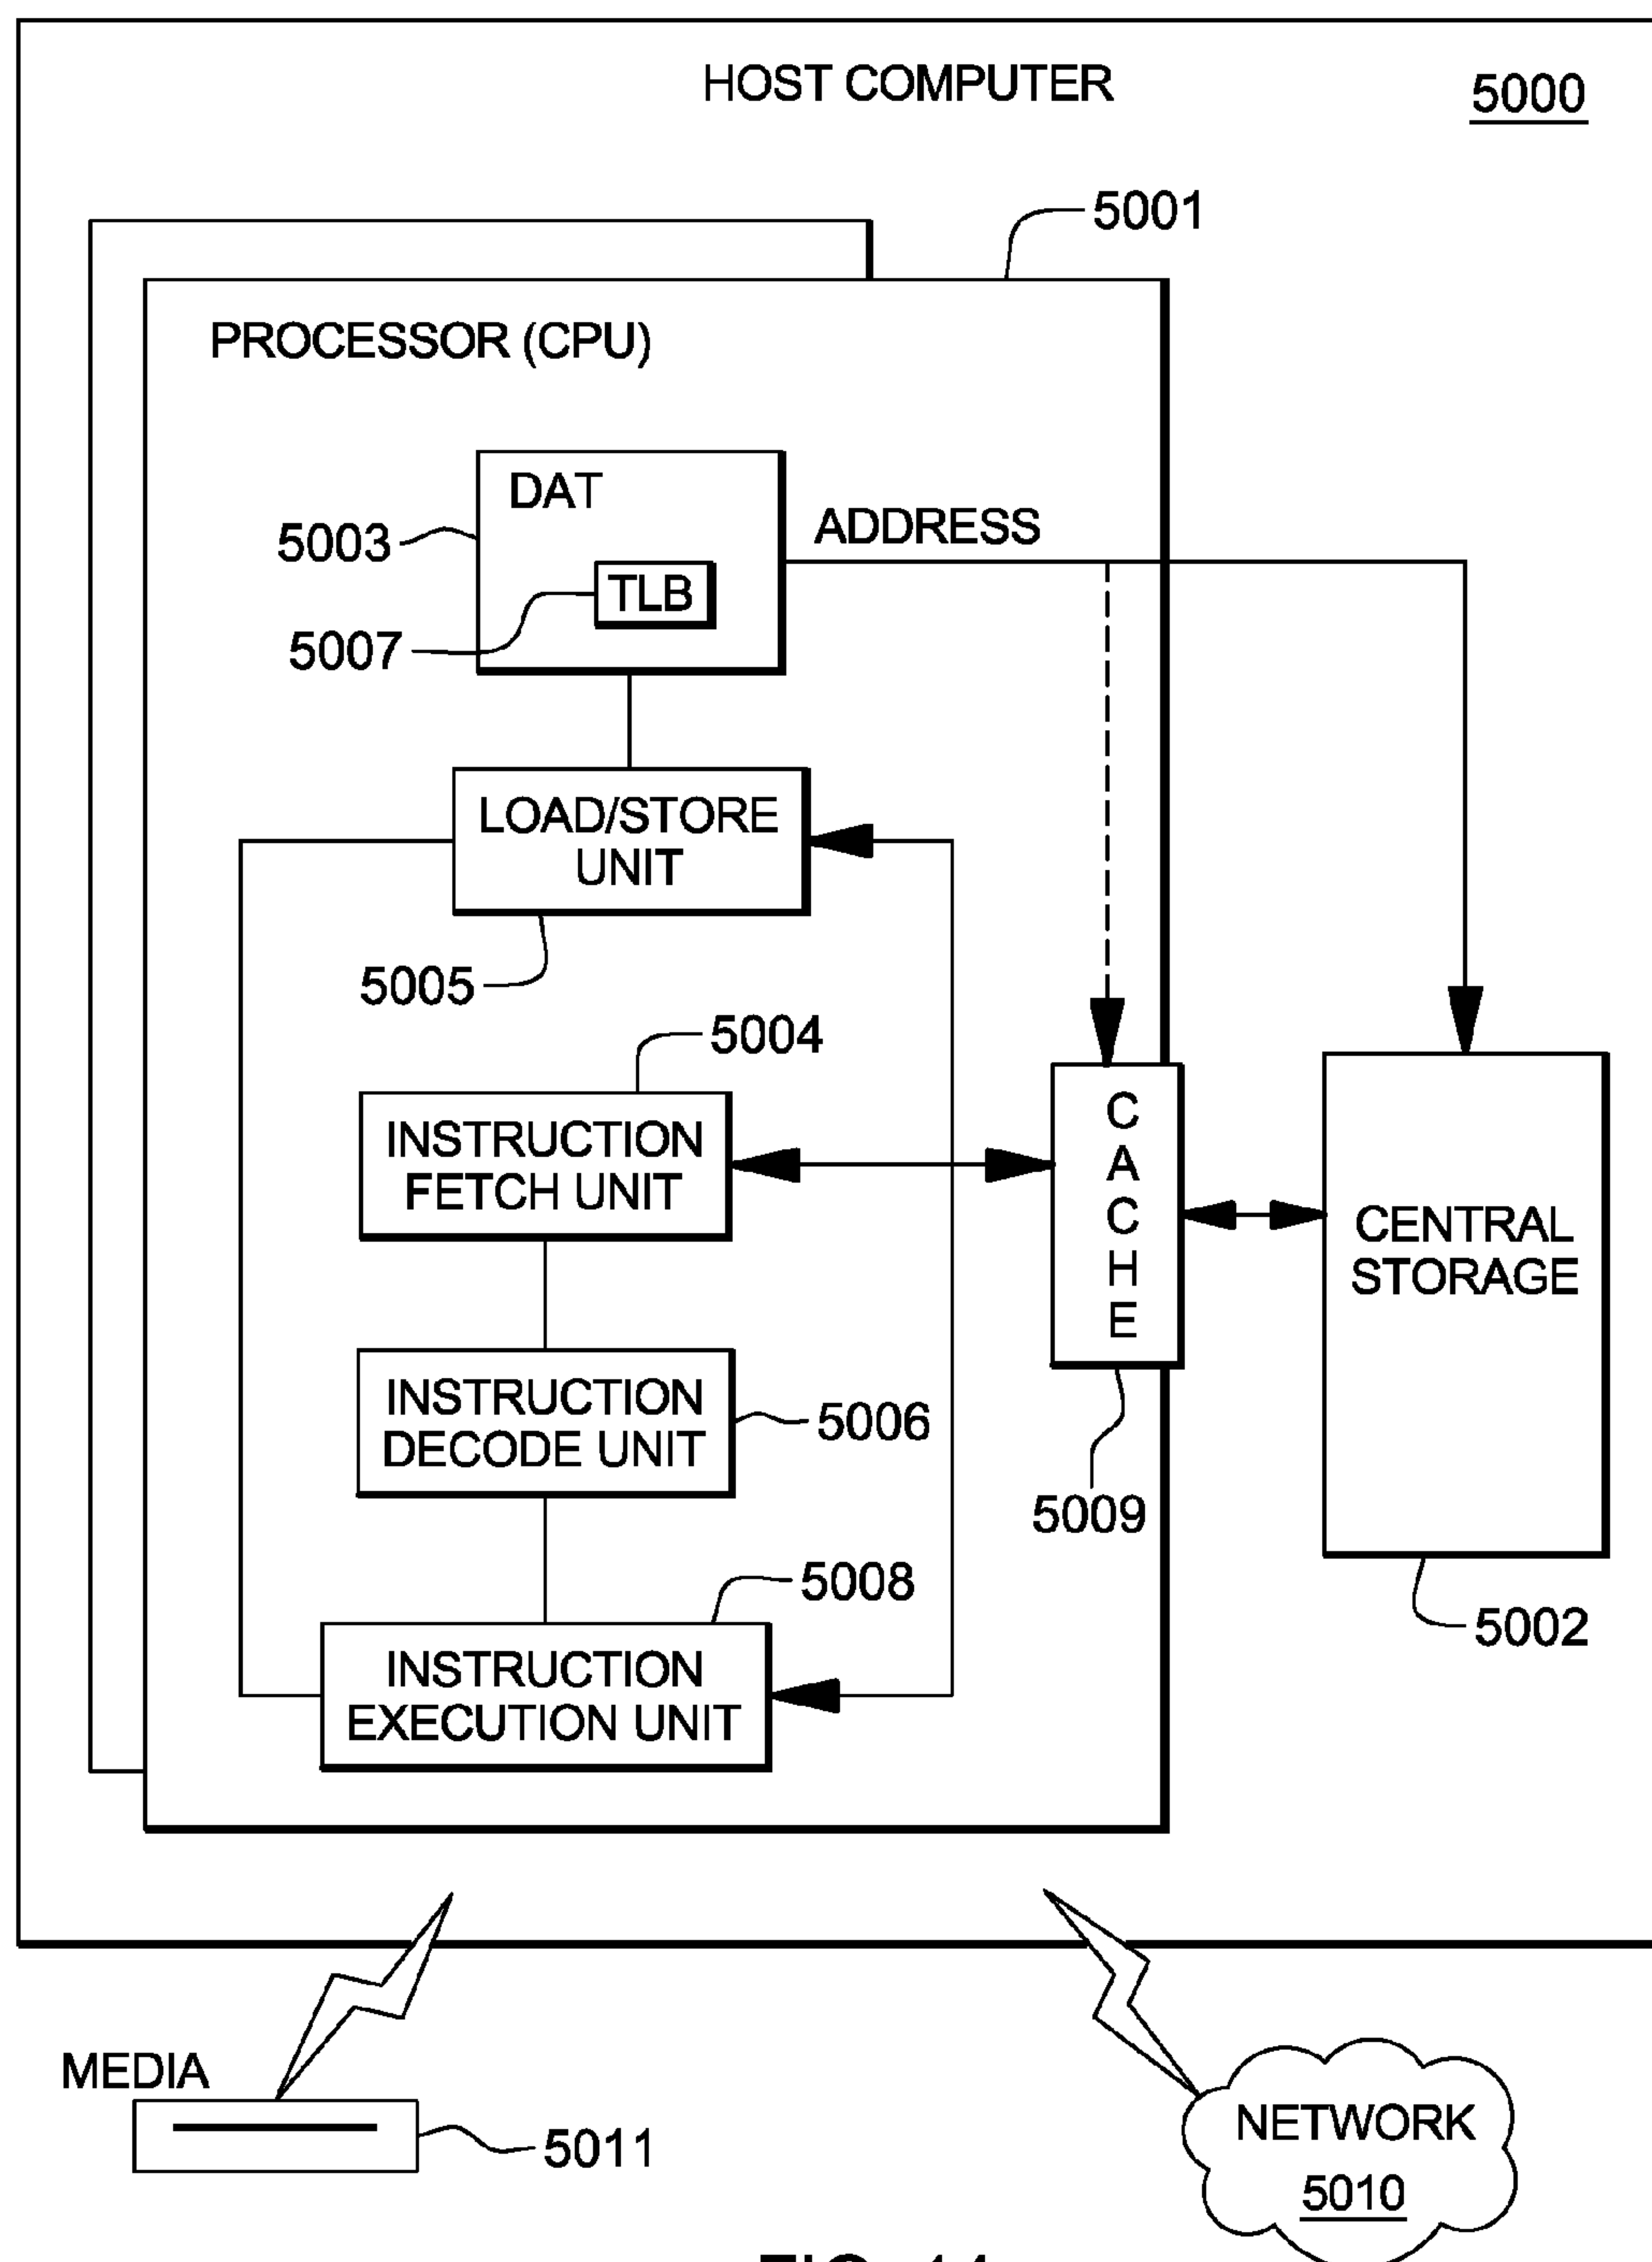 HOST COMPUTER
5000
5001
PROCESSOR (CPU)
DAT
ADDRESS
5003
TLB
5007
LOAD/STORE
UNIT
5005
5004
INSTRUCTION
FETCH UNIT
CACHE
CENTRAL
STORAGE
INSTRUCTION
DECODE UNIT
5006
5009
5008
5002
INSTRUCTION
EXECUTION UNIT
MEDIA
5011
NETWORK
5010